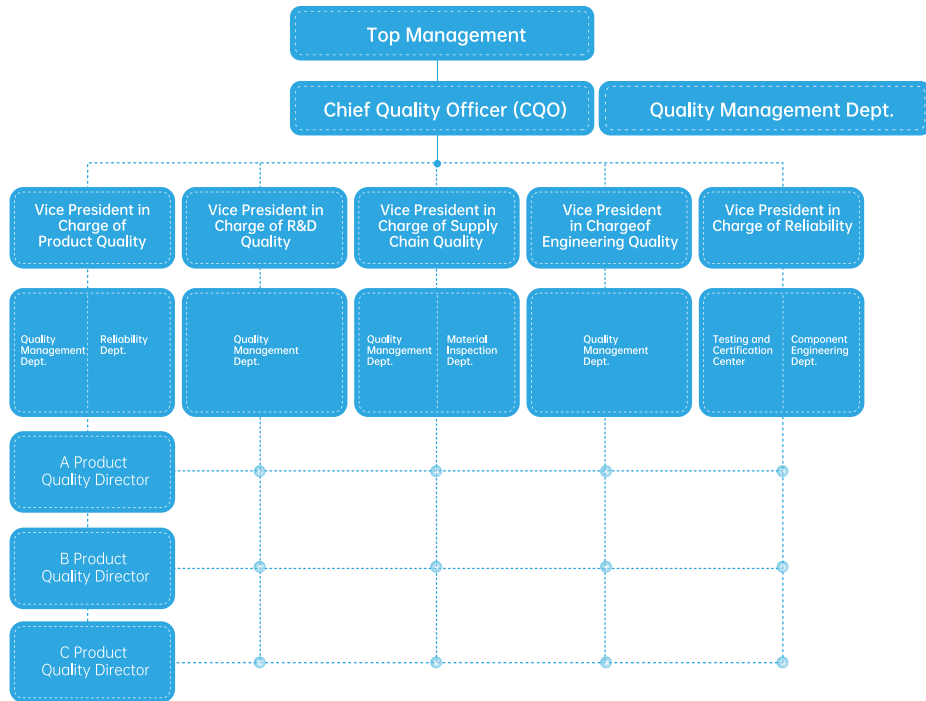 Top Management
Chief Quality Officer (CQO)
Quality Management Dept.
Vice President in
Charge of
Product Quality
Vice President in
Charge of R&D
Quality
Vice President in
Charge of Supply
Chain Quality
Vice President
in Chargeof
Engineering Quality
Vice President in
Charge of Reliability
Quality
Management
Dept.
Reliability
Dept.
Quality
Management
Dept.
Quality
Management
Dept.
Material
Inspection
Dept.
Quality
Management
Dept.
Testing and
Certification
Center
Component
Engineering
Dept.
A Product
Quality Director
B Product
Quality Director
C Product
Quality Director